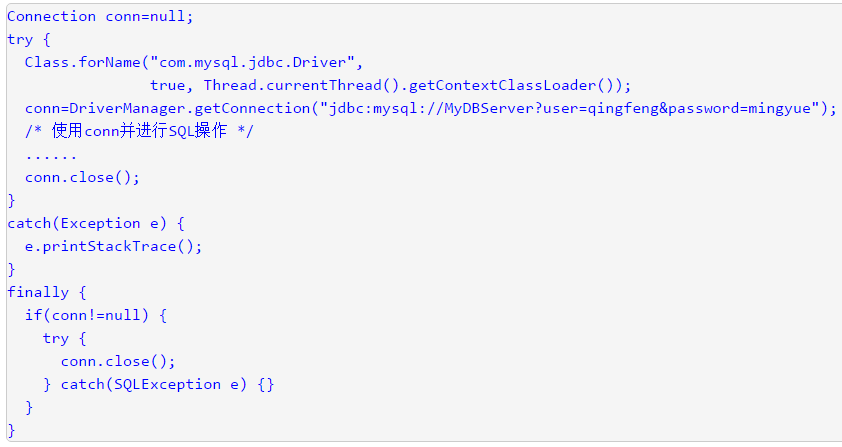 Connection conn=null;
try {
  Class.forName("com.mysql.jdbc.Driver",
                true, Thread.currentThread().getContextClassLoader());
  conn=DriverManager.getConnection("jdbc:mysql://MyDBServer?user=qingfeng&password=mingyue");
  /* 使用conn并进行SQL操作 */
  ......
  conn.close();
}
catch(Exception e) {
  e.printStackTrace();
}
finally {
  if(conn!=null) {
    try {
      conn.close();
    } catch(SQLException e) {}
  }
}